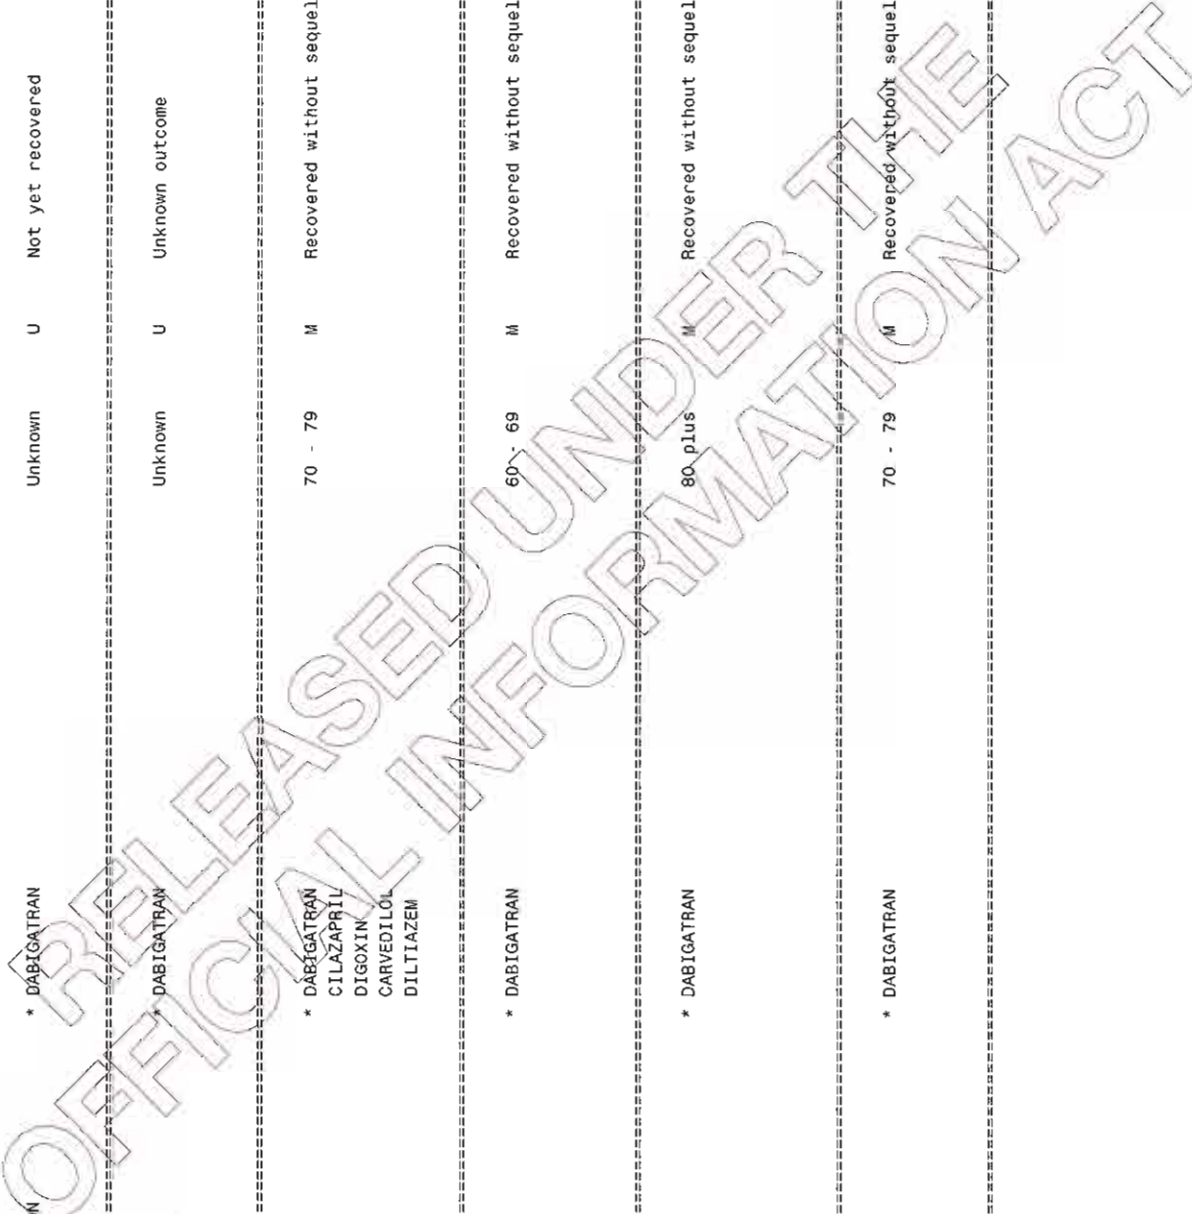 N * DABIGATRAN Unknown U Not yet recovered
* DABIGATRAN Unknown U Unknown outcome
* DABIGATRAN 70 - 79 M Recovered without sequel
CILAZAPRIL
DIGOXIN
CARVEDILOL
DILTIAZEM
* DABIGATRAN 60 - 69 M Recovered without sequel
* DABIGATRAN 80 plus M Recovered without sequel
* DABIGATRAN 70 - 79 M Recovered without sequel
RELEASED UNDER THE
OFFICIAL INFORMATION ACT